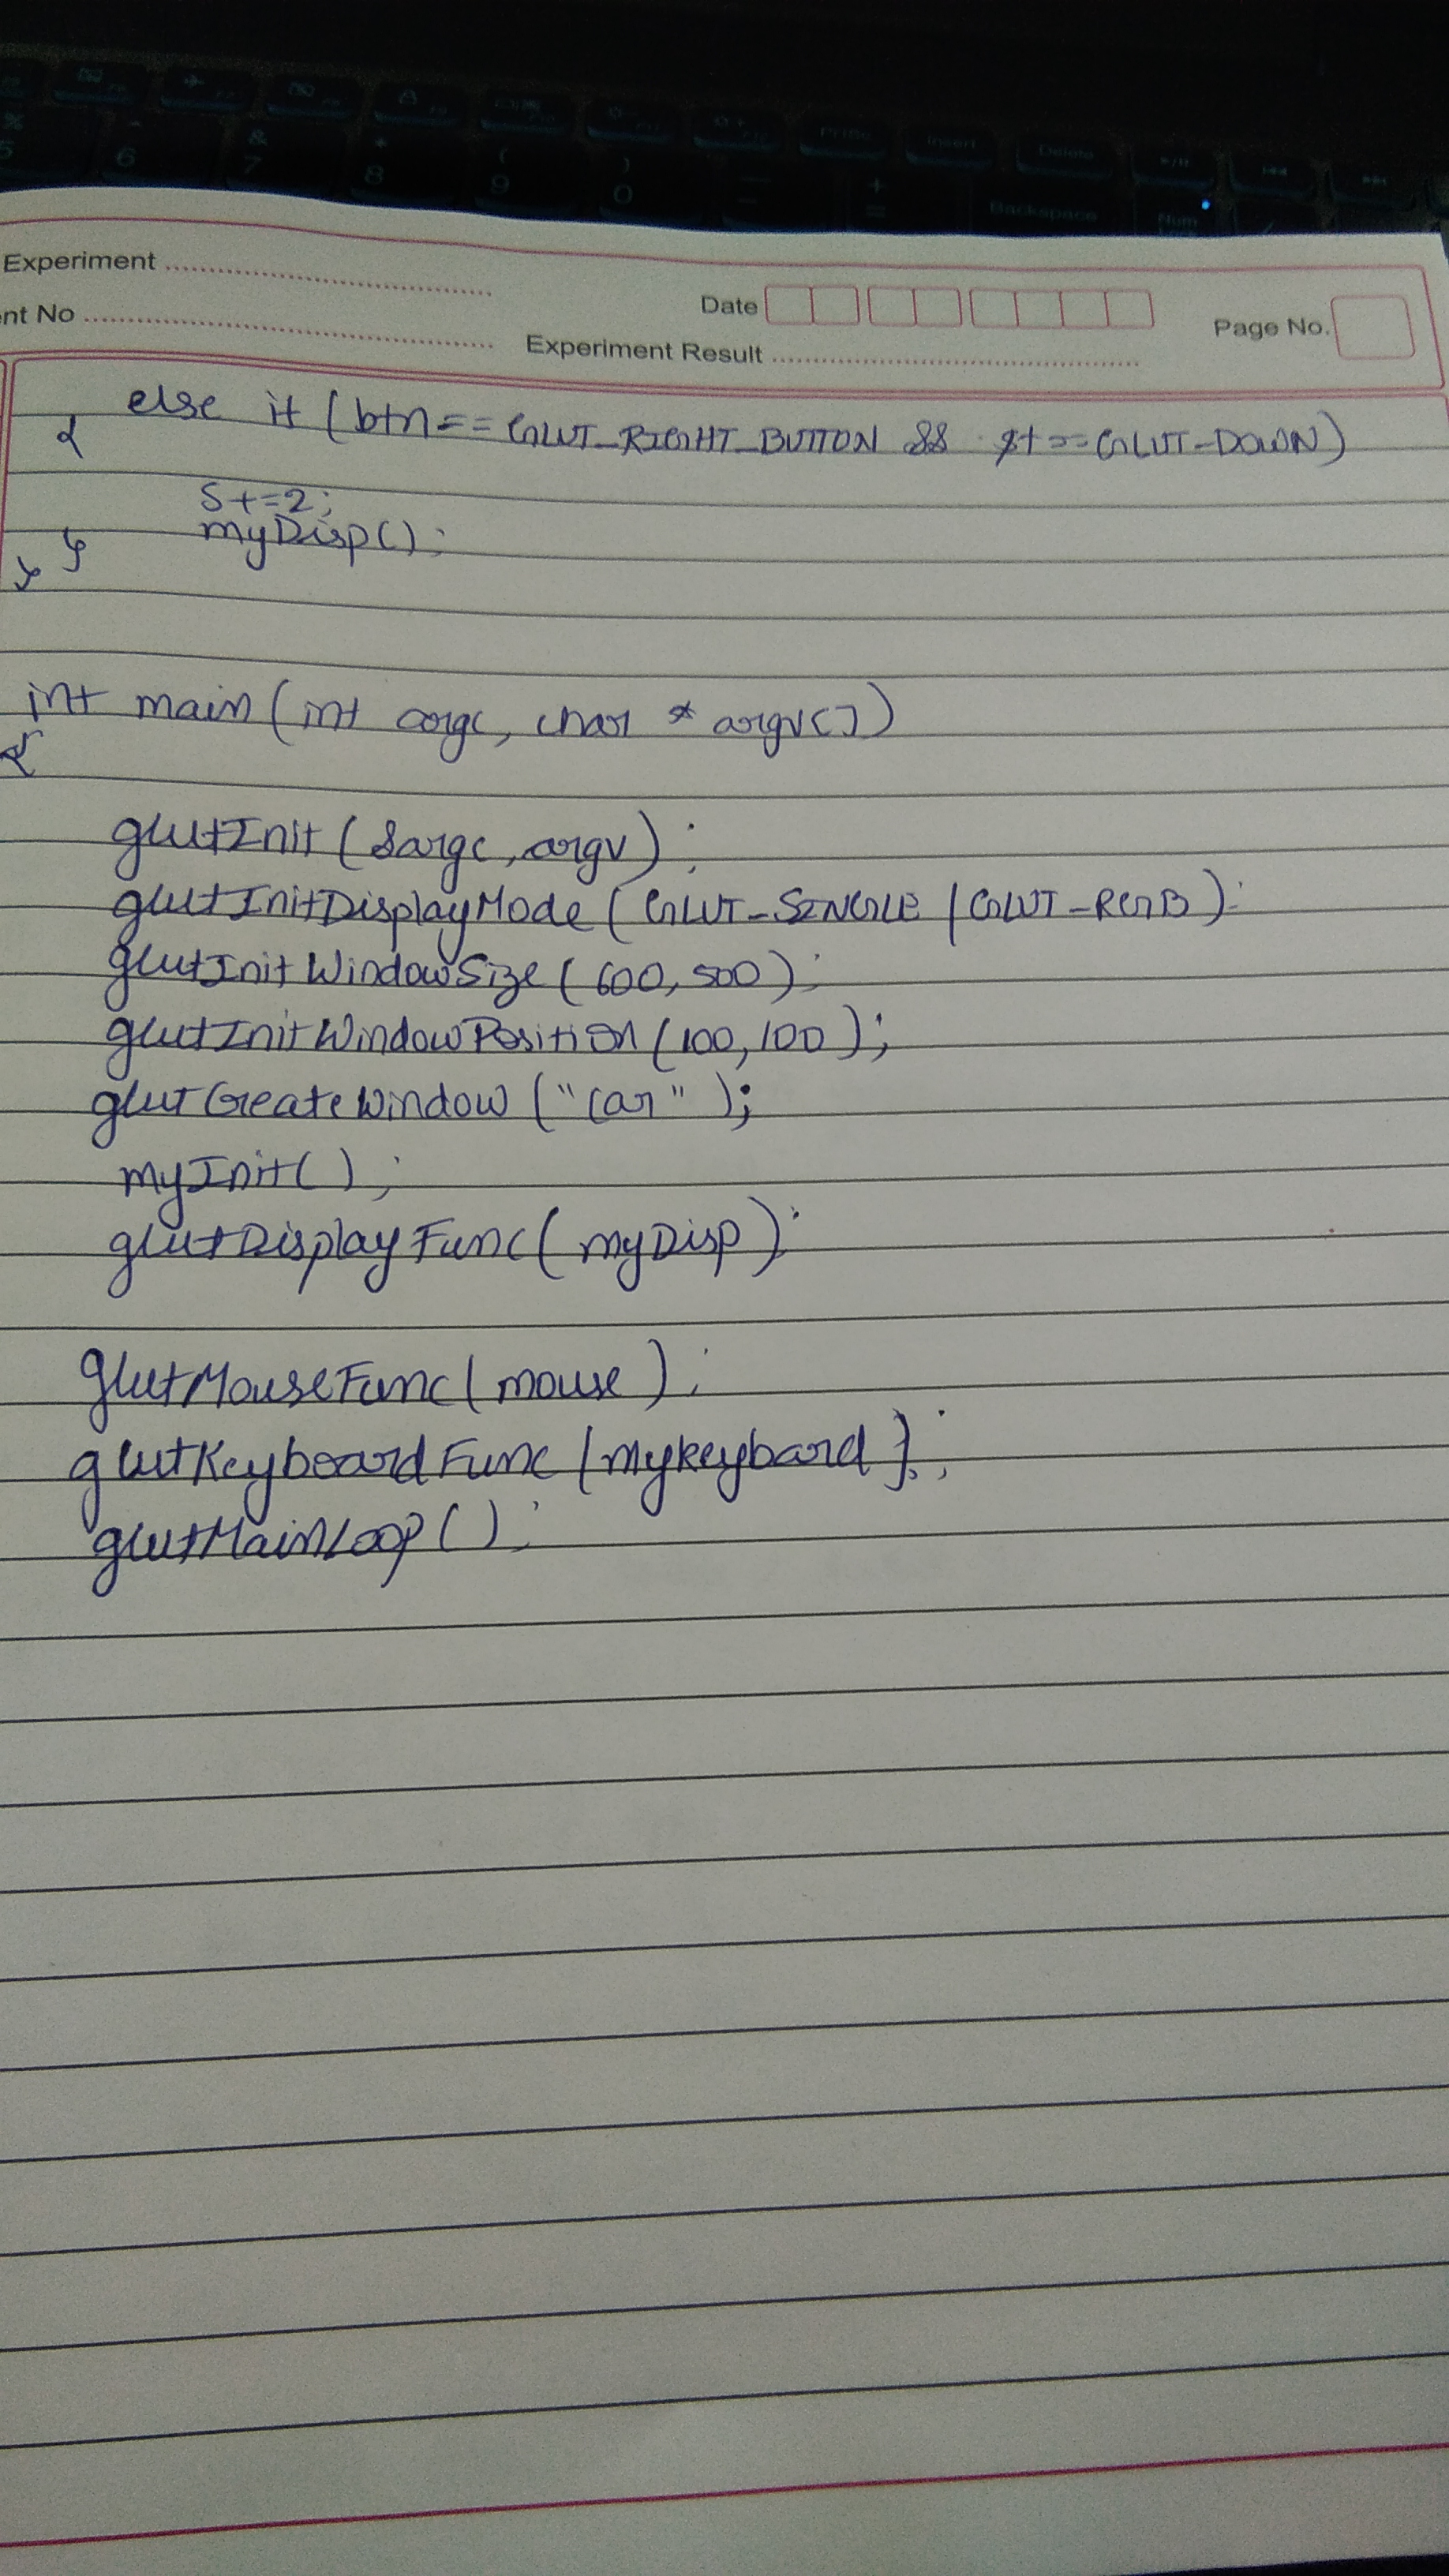 Experiment
nt No
Date
Page No.
Experiment Result
else if (btn==GLUT_RIGHT_BUTTON && st==GLUT_DOWN)
{
s+=2;
myDisp();
}
}
int main(int argc, char *argv[])
{
glutInit(&argc,argv);
glutInitDisplayMode(GLUT_SINGLE|GLUT_RGB);
glutInitWindowSize(600,500);
glutInitWindowPosition(100,100);
glutCreateWindow("car");
myInit();
glutDisplayFunc(myDisp);
glutMouseFunc(mouse);
glutKeyboardFunc(mykeyboard);
glutMainLoop();